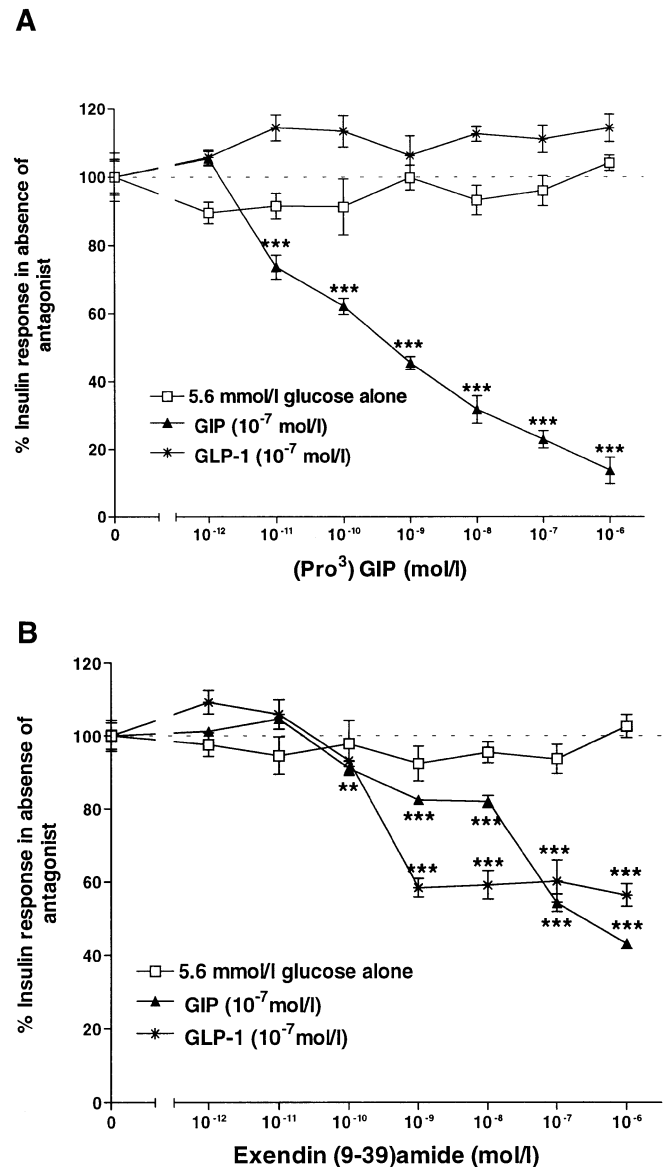 A
120
100
80
60
40
20
0
% Insulin response in absence of
antagonist
***
***
***
***
***
***
5.6 mmol/l glucose alone
GIP (10⁻⁷ mol/l)
GLP-1 (10⁻⁷ mol/l)
0 10⁻¹² 10⁻¹¹ 10⁻¹⁰ 10⁻⁹ 10⁻⁸ 10⁻⁷ 10⁻⁶
(Pro³) GIP (mol/l)
B
120
100
80
60
40
20
0
% Insulin response in absense of
antagonist
**
***
***
***
***
***
***
***
***
5.6 mmol/l glucose alone
GIP (10⁻⁷mol/l)
GLP-1 (10⁻⁷mol/l)
0 10⁻¹² 10⁻¹¹ 10⁻¹⁰ 10⁻⁹ 10⁻⁸ 10⁻⁷ 10⁻⁶
Exendin (9-39)amide (mol/l)